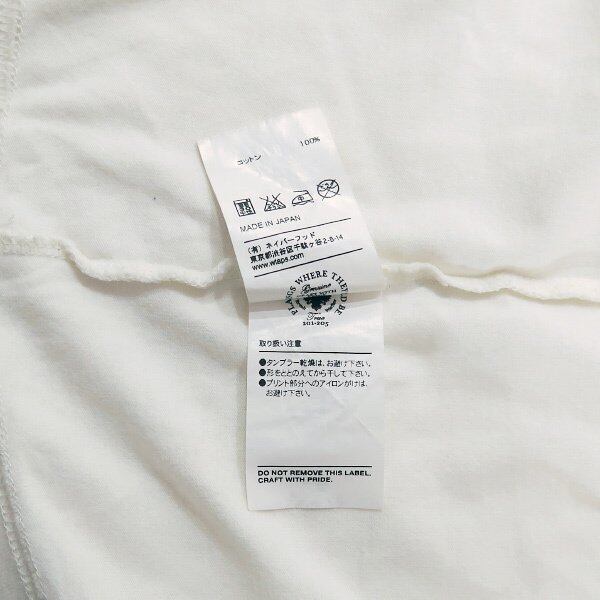 コットン 100%
MADE IN JAPAN
(有) ネイバーフッド
東京都渋谷区千駄ヶ谷2-8-14
www.wtaps.com
PLANGS WHERE THEY'D BE
Genuine
True
201-205
取り扱い注意
●タンブラー乾燥は、お避け下さい。
●形をととのえてから干して下さい。
●プリント部分へのアイロンがけは、
お避け下さい。
DO NOT REMOVE THIS LABEL.
CRAFT WITH PRIDE.